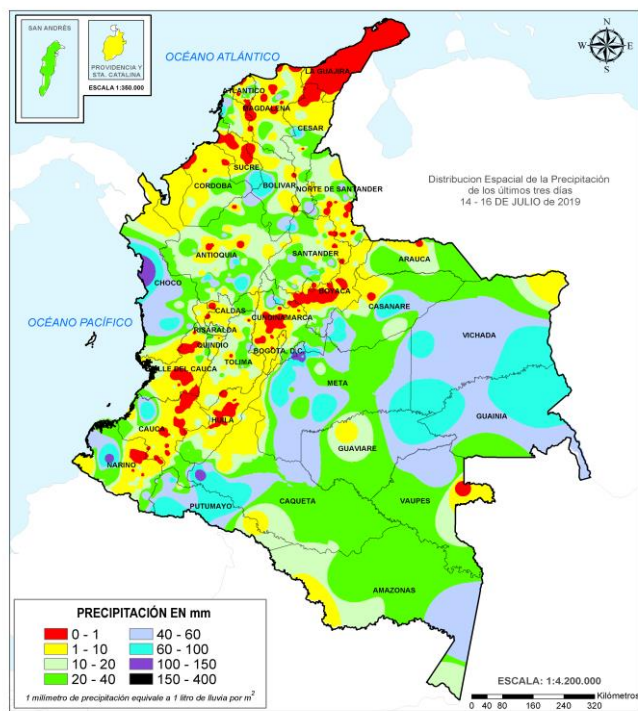 SAN ANDRÉS
PROVIDENCIA Y
STA. CATALINA
ESCALA 1:350.000
OCÉANO ATLÁNTICO
N
W E
S
LA GUAJIRA
ATLANTICO
MAGDALENA
CESAR
SUCRE
CORDOBA
BOLIVAR
NORTE DE SANTANDER
Distribucion Espacial de la Precipitación
de los últimos tres días
14 - 16 DE JULIO de 2019
ANTIOQUIA
SANTANDER
ARAUCA
CHOCO
BOYACA
CASANARE
OCÉANO PACÍFICO
CALDAS
CUNDINAMARCA
RISARALDA
VICHADA
QUINDIO
BOGOTA, D.C.
TOLIMA
VALLE DEL CAUCA
META
GUAINIA
CAUCA
HUILA
GUAVIARE
NARIÑO
CAQUETA
VAUPES
PUTUMAYO
AMAZONAS
PRECIPITACIÓN EN mm
0 - 1 40 - 60
1 - 10 60 - 100
10 - 20 100 - 150
20 - 40 150 - 400
1 milimetro de precipitación equivale a 1 litro de lluvia por m2
ESCALA: 1:4.200.000
Kilómetros
0 40 80 160 240 320